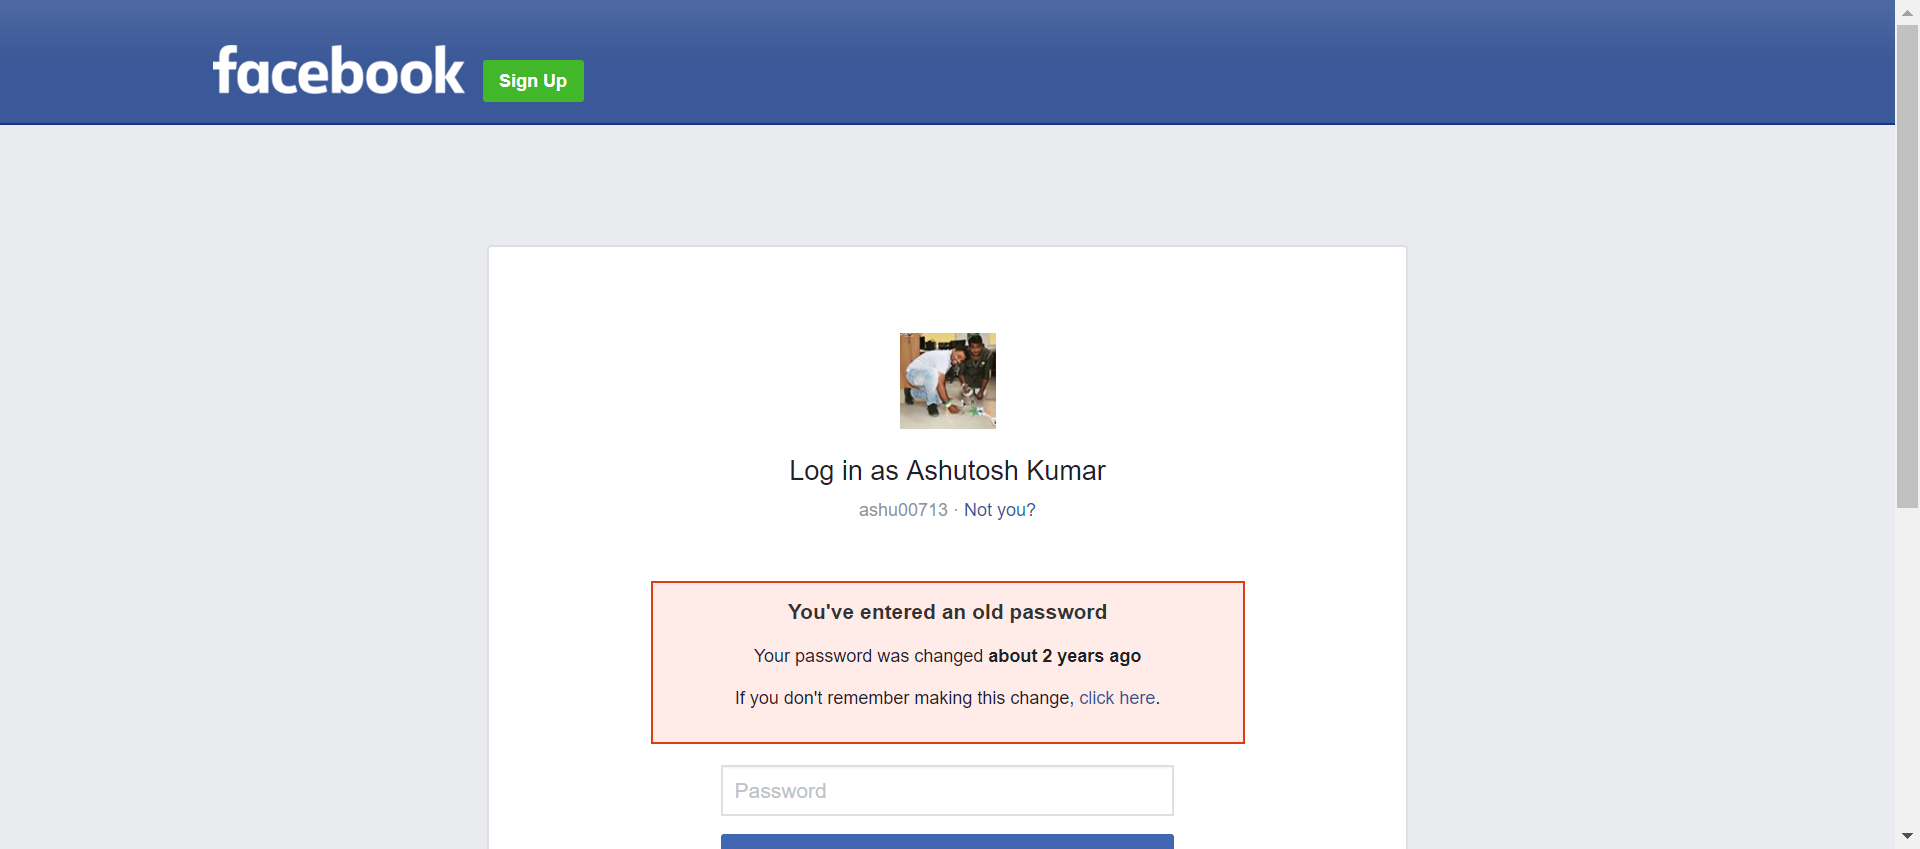 facebook
Sign Up
Log in as Ashutosh Kumar
ashu00713 · Not you?
You've entered an old password
Your password was changed about 2 years ago
If you don't remember making this change, click here.
Password